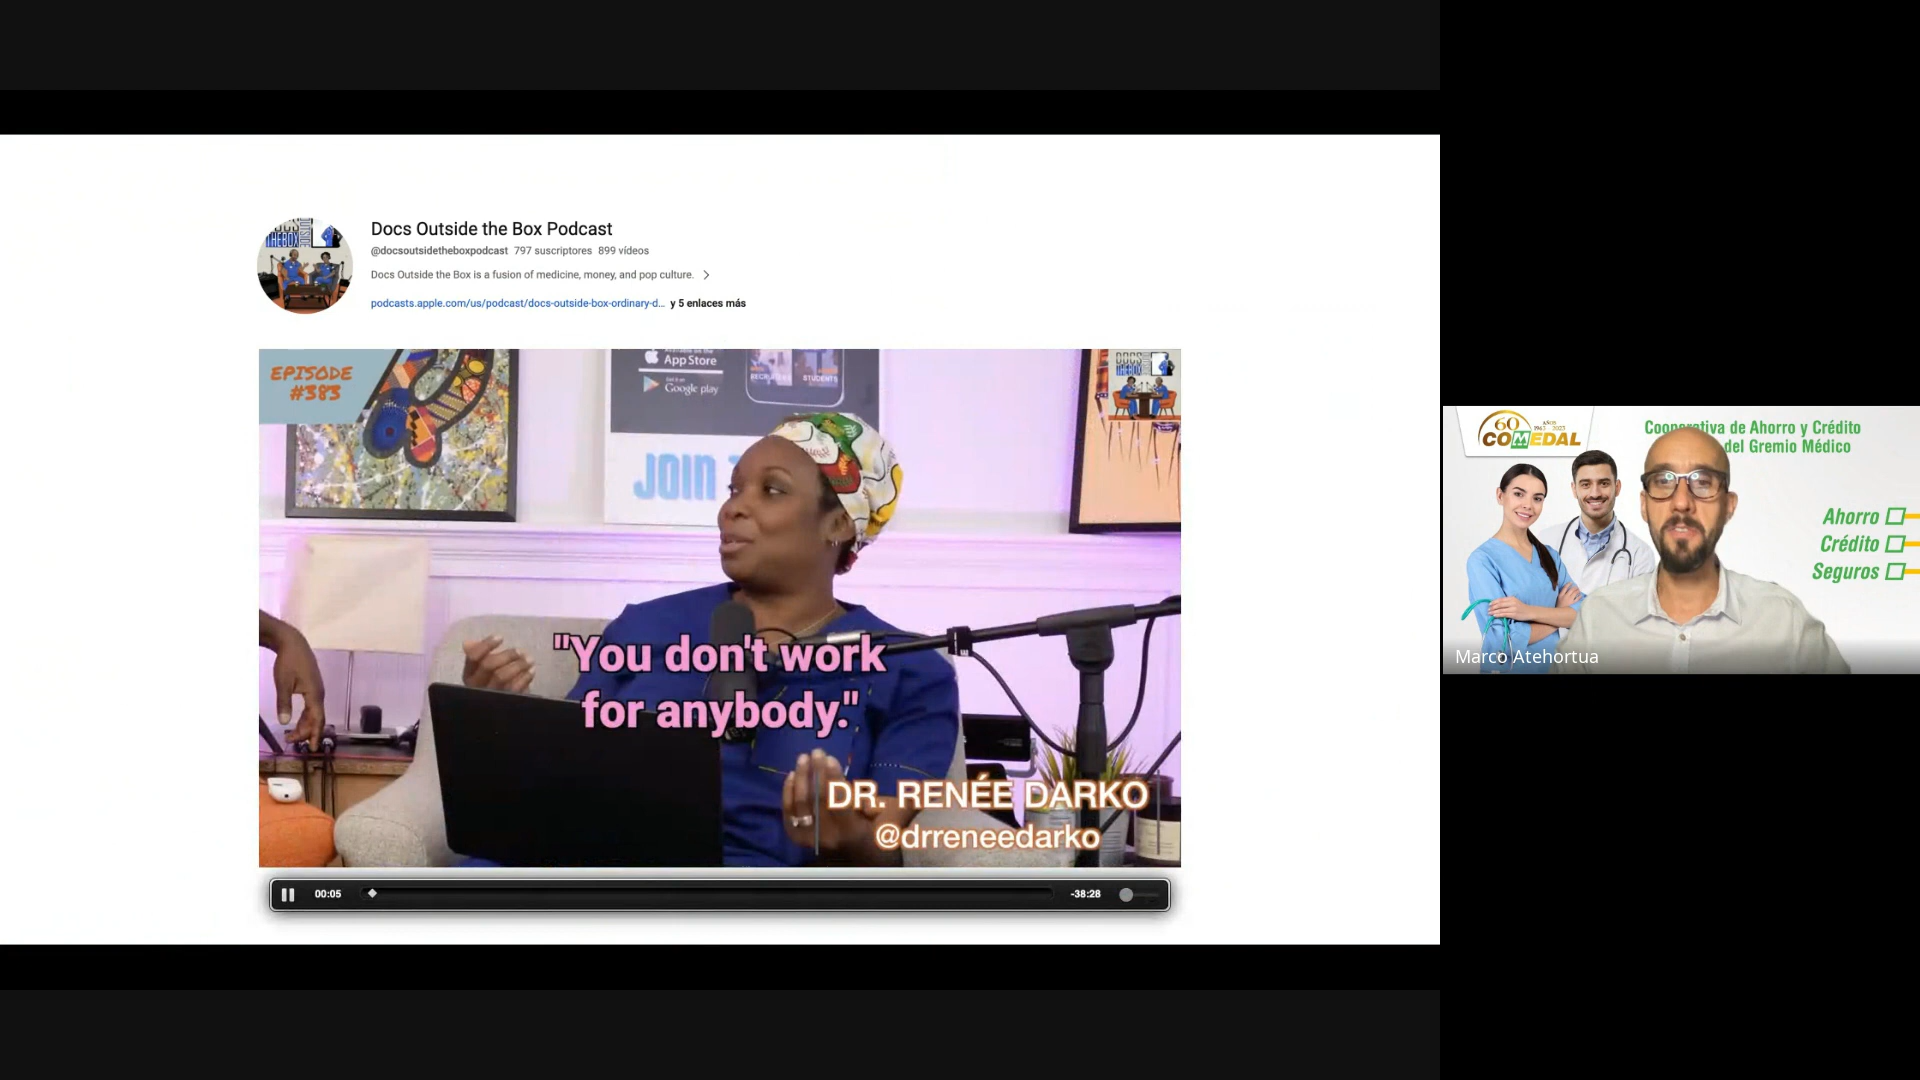 Docs Outside the Box Podcast
@docsoutsidetheboxpodcast 797 suscriptores 899 vídeos
Docs Outside the Box is a fusion of medicine, money, and pop culture.
podcasts.apple.com/us/podcast/docs-outside-box-ordinary-d... y 5 enlaces más
EPISODE
#383
App Store
Google play
STUDENTS
JOIN
"You don't work
for anybody."
DR. RENÉE DARKO
@drreneedarko
00:05
-38:28
60 AÑOS
COMEDAL
Cooperativa de Ahorro y Crédito
del Gremio Médico
Ahorro
Crédito
Seguros
Marco Atehortua